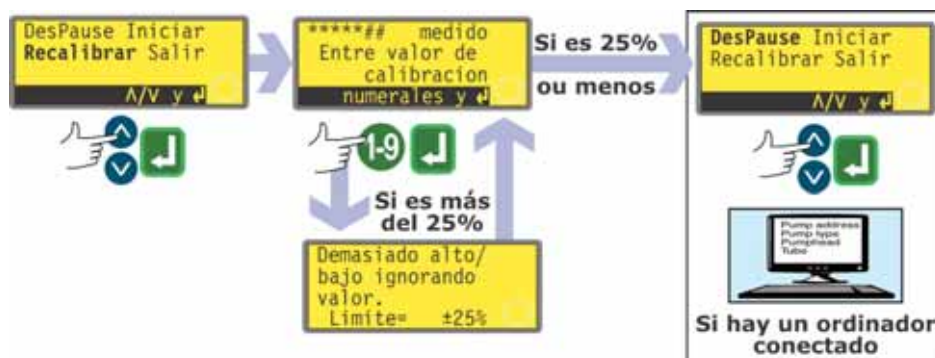 DesPause Iniciar
Recalibrar Salir
Λ/V y ↲
*****## medido
Entre valor de
calibracion
numerales y ↲
Si es 25%
ou menos
DesPause Iniciar
Recalibrar Salir
Λ/V y ↲
1-9
Si es más
del 25%
Demasiado alto/
bajo ignorando
valor.
Limite= ±25%
Pump address
Pump type
Pumphead
Tube
Si hay un ordinador
conectado